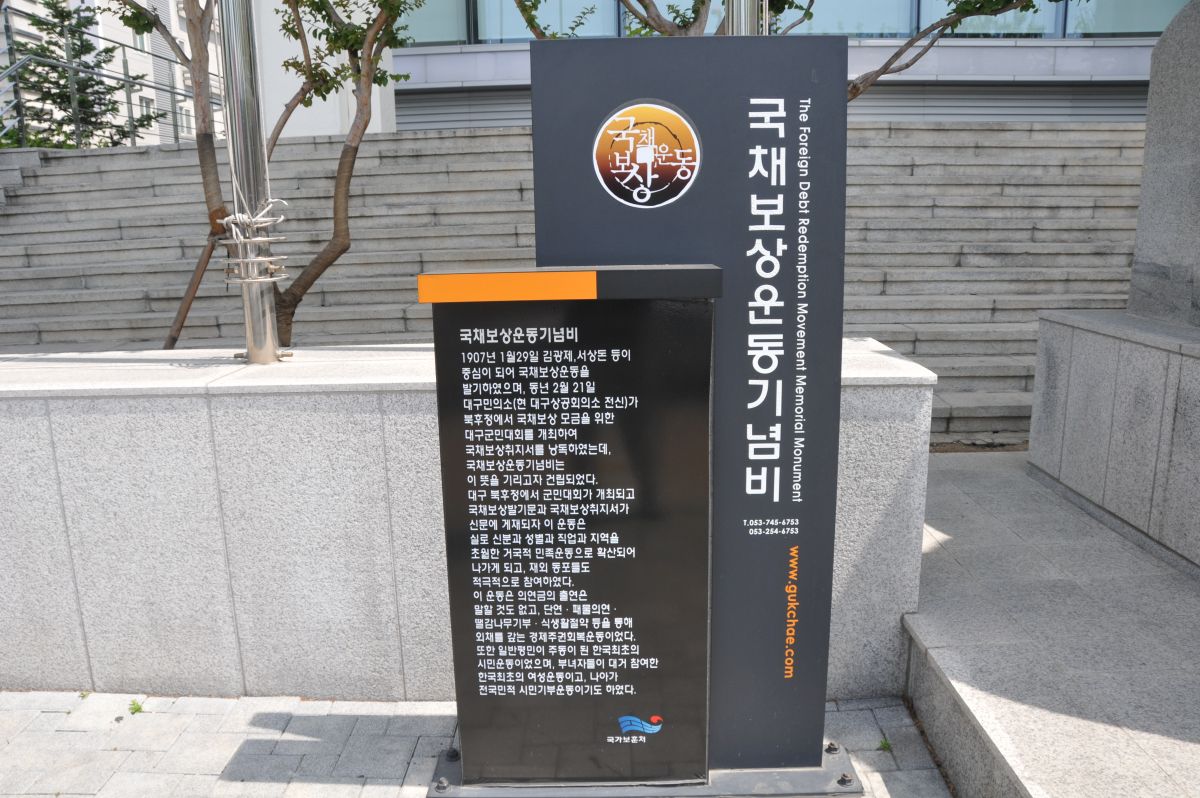 국채보상운동
국채보상운동기념비
The Foreign Debt Redemption Movement Memorial Monument
T.053-745-6753
053-254-6753
www.gukchae.com
국채보상운동기념비
1907년 1월29일 김광제,서상돈 등이
중심이 되어 국채보상운동을
발기하였으며, 동년 2월 21일
대구민의소(현 대구상공회의소 전신)가
북후정에서 국채보상 모금을 위한
대구군민대회를 개최하여
국채보상취지서를 낭독하였는데,
국채보상운동기념비는
이 뜻을 기리고자 건립되었다.
대구 북후정에서 군민대회가 개최되고
국채보상발기문과 국채보상취지서가
신문에 게재되자 이 운동은
실로 신분과 성별과 직업과 지역을
초월한 거국적 민족운동으로 확산되어
나가게 되고, 재외 동포들도
적극적으로 참여하였다.
이 운동은 의연금의 출연은
말할 것도 없고, 단연 · 패물의연 ·
땔감나무기부 · 식생활절약 등을 통해
외채를 갚는 경제주권회복운동이었다.
또한 일반평민이 주동이 된 한국최초의
시민운동이었으며, 부녀자들이 대거 참여한
한국최초의 여성운동이고, 나아가
전국민적 시민기부운동이기도 하였다.
국가보훈처